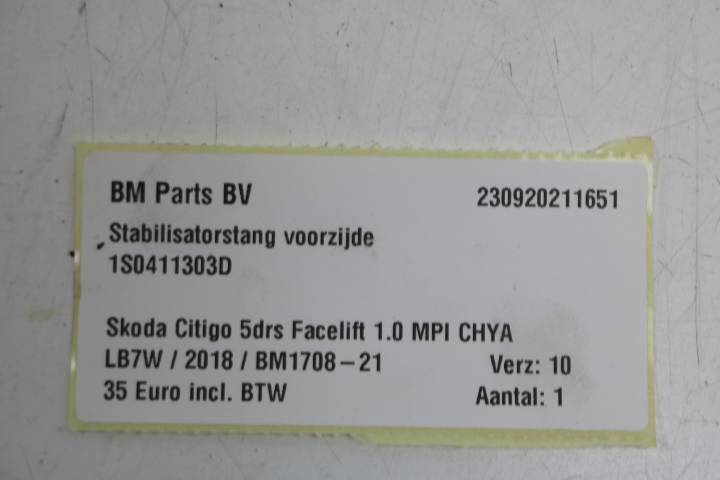 BM Parts BV 230920211651
Stabilisatorstang voorzijde
1S0411303D
Skoda Citigo 5drs Facelift 1.0 MPI CHYA
LB7W / 2018 / BM1708-21 Verz: 10
35 Euro incl. BTW Aantal: 1